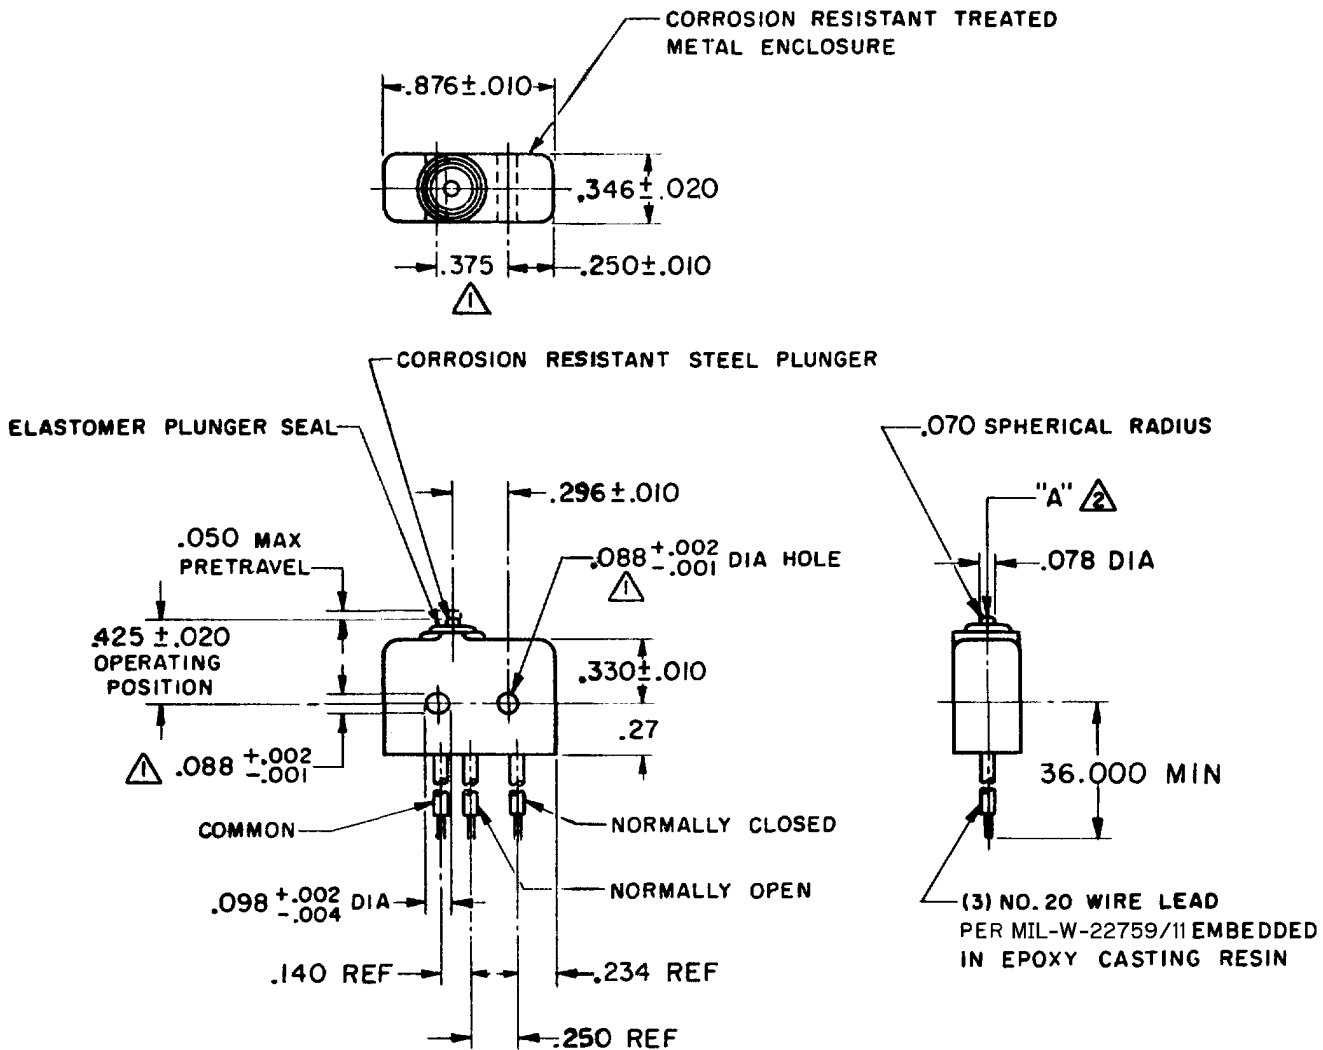 CORROSION RESISTANT TREATED
METAL ENCLOSURE
.876±.010
.346±.020
.375
.250±.010
1
CORROSION RESISTANT STEEL PLUNGER
ELASTOMER PLUNGER SEAL
.070 SPHERICAL RADIUS
.296±.010
"A" 2
.050 MAX
PRETRAVEL
.088 +.002 -.001 DIA HOLE
1
.078 DIA
.425±.020
OPERATING
POSITION
.330±.010
.27
1 .088 +.002 -.001
36.000 MIN
COMMON
NORMALLY CLOSED
.098 +.002 -.004 DIA
NORMALLY OPEN
(3) NO. 20 WIRE LEAD
PER MIL-W-22759/11 EMBEDDED
IN EPOXY CASTING RESIN
.140 REF
.234 REF
.250 REF